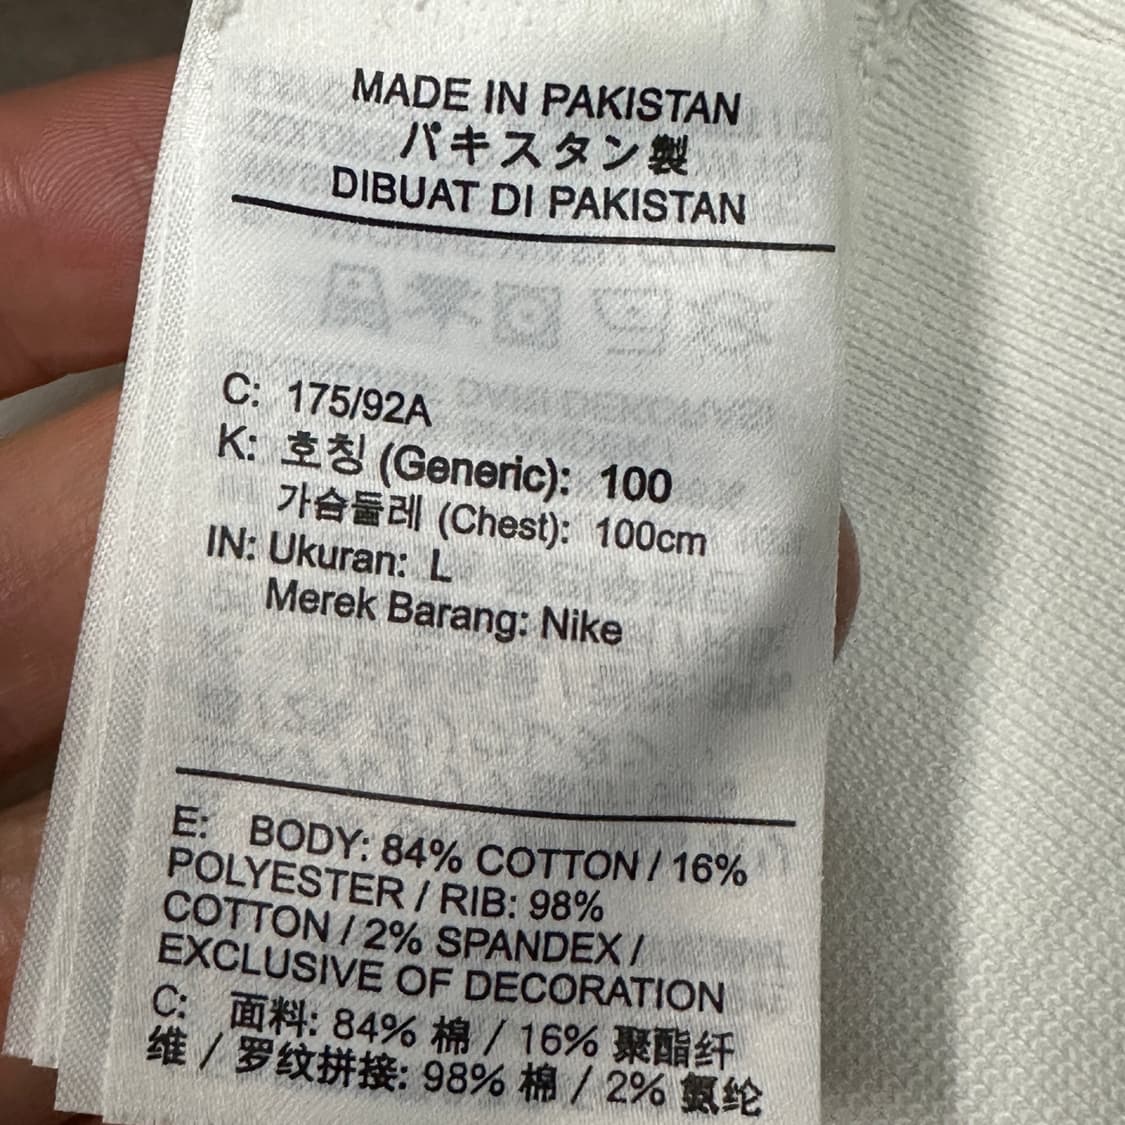 MADE IN PAKISTAN
パキスタン製
DIBUAT DI PAKISTAN
C: 175/92A
K: 호칭 (Generic): 100
가슴둘레 (Chest): 100cm
IN: Ukuran: L
Merek Barang: Nike
E: BODY: 84% COTTON / 16%
POLYESTER / RIB: 98%
COTTON / 2% SPANDEX /
EXCLUSIVE OF DECORATION
C: 面料: 84% 棉 / 16% 聚酯纤
维 / 罗纹拼接: 98% 棉 / 2% 氨纶